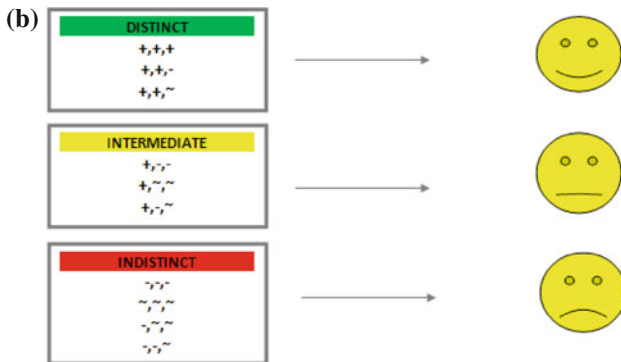 (b)
DISTINCT
+,+,+
+,+,-
+,+,~
INTERMEDIATE
+,-,-
+,~,~
+,-,~
INDISTINCT
-,-,-
~,~,~
-,~,~
-,-,~